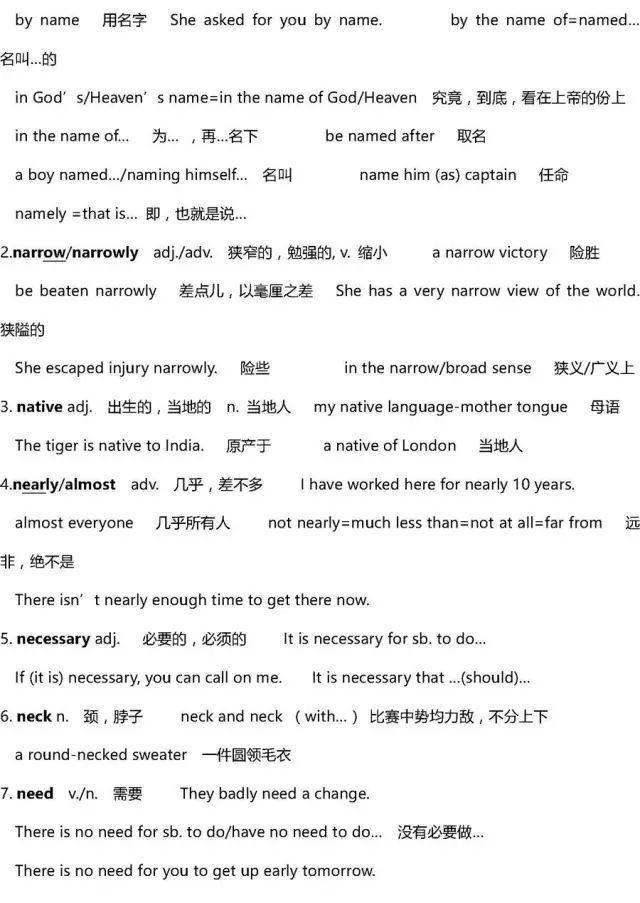 by name 用名字 She asked for you by name. by the name of=named…
名叫…的
in God's/Heaven's name=in the name of God/Heaven 究竟，到底，看在上帝的份上
in the name of… 为…，再…名下 be named after 取名
a boy named…/naming himself… 名叫 name him (as) captain 任命
namely =that is… 即，也就是说…
2.narrow/narrowly adj./adv. 狭窄的，勉强的, v. 缩小 a narrow victory 险胜
be beaten narrowly 差点儿，以毫厘之差 She has a very narrow view of the world.
狭隘的
She escaped injury narrowly. 险些 in the narrow/broad sense 狭义/广义上
3. native adj. 出生的，当地的 n. 当地人 my native language-mother tongue 母语
The tiger is native to India. 原产于 a native of London 当地人
4.nearly/almost adv. 几乎，差不多 I have worked here for nearly 10 years.
almost everyone 几乎所有人 not nearly=much less than=not at all=far from 远
非，绝不是
There isn't nearly enough time to get there now.
5. necessary adj. 必要的，必须的 It is necessary for sb. to do…
If (it is) necessary, you can call on me. It is necessary that …(should)…
6. neck n. 颈，脖子 neck and neck （with…）比赛中势均力敌，不分上下
a round-necked sweater 一件圆领毛衣
7. need v./n. 需要 They badly need a change.
There is no need for sb. to do/have no need to do… 没有必要做…
There is no need for you to get up early tomorrow.